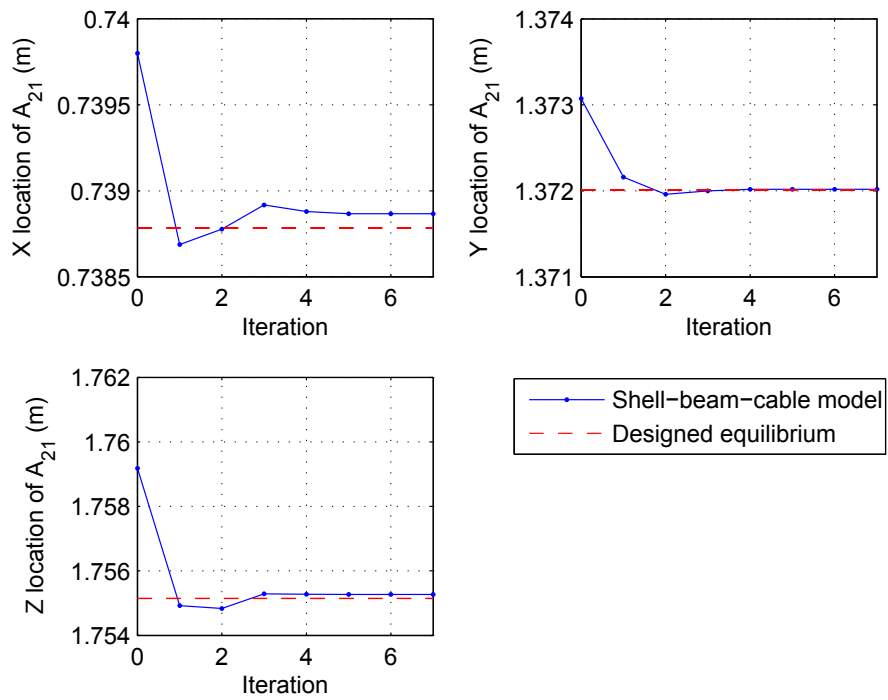 0.74
0.7395
0.739
0.7385
X location of A21 (m)
0 2 4 6
Iteration
1.374
1.373
1.372
1.371
Y location of A21 (m)
0 2 4 6
Iteration
1.762
1.76
1.758
1.756
1.754
Z location of A21 (m)
0 2 4 6
Iteration
Shell−beam−cable model
Designed equilibrium